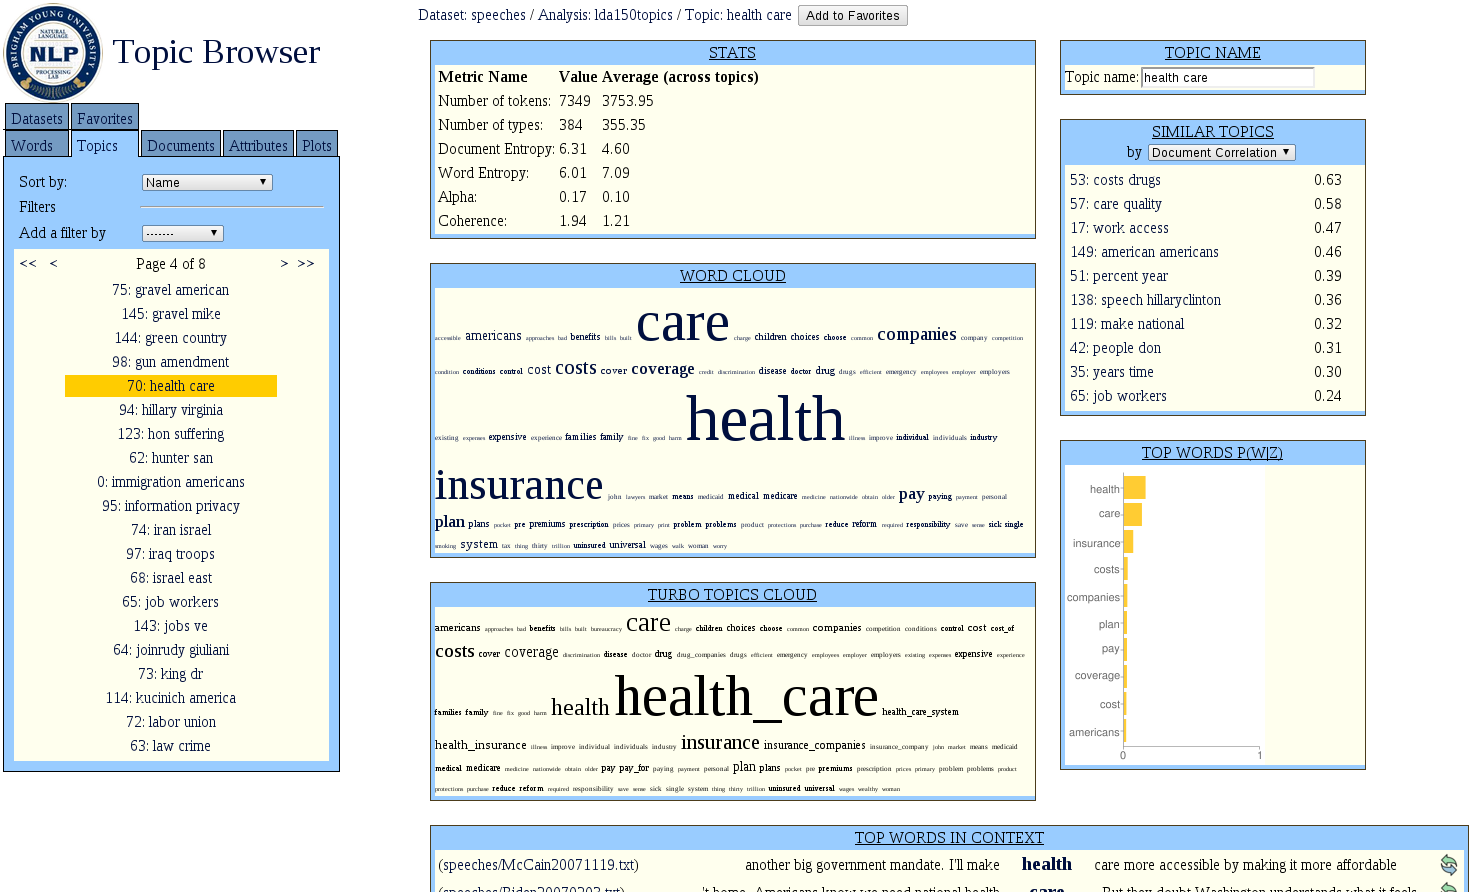 BRIGHAM YOUNG UNIVERSITY
NATURAL LANGUAGE
NLP
PROCESSING LAB
Topic Browser
Datasets Favorites
Words Topics Documents Attributes Plots
Sort by: Name
Filters
Add a filter by -------
<< < Page 4 of 8 > >>
75: gravel american
145: gravel mike
144: green country
98: gun amendment
70: health care
94: hillary virginia
123: hon suffering
62: hunter san
0: immigration americans
95: information privacy
74: iran israel
97: iraq troops
68: israel east
65: job workers
143: jobs ve
64: joinrudy giuliani
73: king dr
114: kucinich america
72: labor union
63: law crime
Dataset: speeches / Analysis: lda150topics / Topic: health care Add to Favorites
STATS
Metric Name Value Average (across topics)
Number of tokens: 7349 3753.95
Number of types: 384 355.35
Document Entropy: 6.31 4.60
Word Entropy: 6.01 7.09
Alpha: 0.17 0.10
Coherence: 1.94 1.21
WORD CLOUD
accessible americans approaches bad benefits bills built care charge children choices choose common companies company competition
condition conditions control cost costs cover coverage credit discrimination disease doctor drug drugs efficient emergency employees employer employers
existing expenses expensive experience families family fine fix good harm health illness improve individual individuals industry
insurance john lawyers market means medicaid medical medicare medicine nationwide obtain older pay paying payment personal
plan plans pocket pre premiums prescription prices primary print problem problems product protections purchase reduce reform required responsibility save sense sick single
smoking system tax thing thirty trillion uninsured universal wages walk woman worry
TURBO TOPICS CLOUD
americans approaches bad benefits bills built bureaucracy care charge children choices choose common companies competition conditions control cost cost_of
costs cover coverage discrimination disease doctor drug drug_companies drugs efficient emergency employees employer employers existing expenses expensive experience
families family fine fix good harm health health_care health_care_system
health_insurance illness improve individual individuals industry insurance insurance_companies insurance_company john market means medicaid
medical medicare medicine nationwide obtain older pay pay_for paying payment personal plan plans pocket pre premiums prescription prices primary problem problems product
protections purchase reduce reform required responsibility save sense sick single system thing thirty trillion uninsured universal wages wealthy woman
TOPIC NAME
Topic name: health care
SIMILAR TOPICS
by Document Correlation
53: costs drugs 0.63
57: care quality 0.58
17: work access 0.47
149: american americans 0.46
51: percent year 0.39
138: speech hillaryclinton 0.36
119: make national 0.32
42: people don 0.31
35: years time 0.30
65: job workers 0.24
TOP WORDS P(W|Z)
health
care
insurance
costs
companies
plan
pay
coverage
cost
americans
0 1
TOP WORDS IN CONTEXT
(speeches/McCain20071119.txt) another big government mandate. I'll make health care more accessible by making it more affordable
't home. Americans know we need national health care. But they doubt Washington understands what it feels